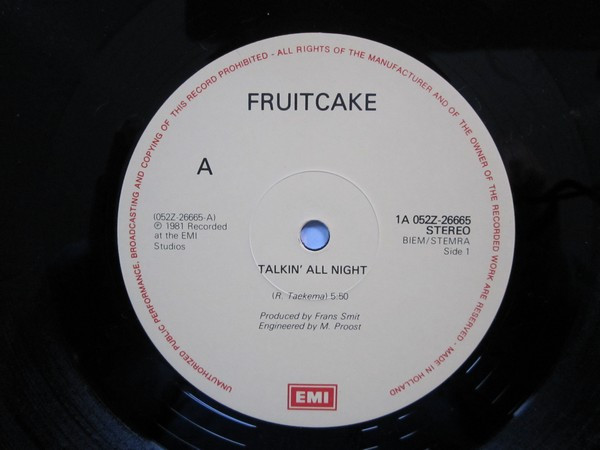 UNAUTHORIZED PUBLIC PERFORMANCE, BROADCASTING AND COPYING OF THIS RECORD PROHIBITED - ALL RIGHTS OF THE MANUFACTURER AND OF THE OWNER OF THE RECORDED WORK ARE RESERVED - MADE IN HOLLAND
FRUITCAKE
A
(052Z-26665-A)
℗ 1981 Recorded
at the EMI
Studios
1A 052Z-26665
STEREO
BIEM/STEMRA
Side 1
TALKIN' ALL NIGHT
(R. Taekema) 5:50
Produced by Frans Smit
Engineered by M. Proost
EMI